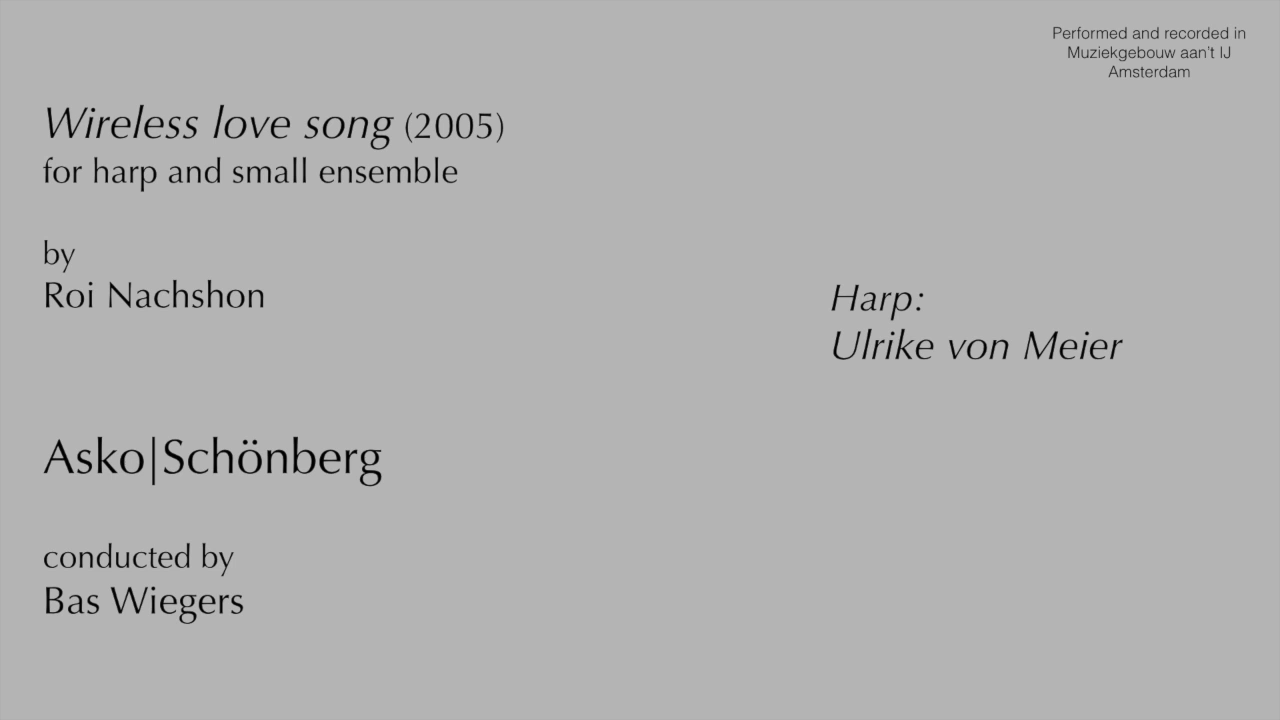 Performed and recorded in
Muziekgebouw aan't IJ
Amsterdam
Wireless love song (2005)
for harp and small ensemble
by
Roi Nachshon
Harp:
Ulrike von Meier
Asko|Schönberg
conducted by
Bas Wiegers